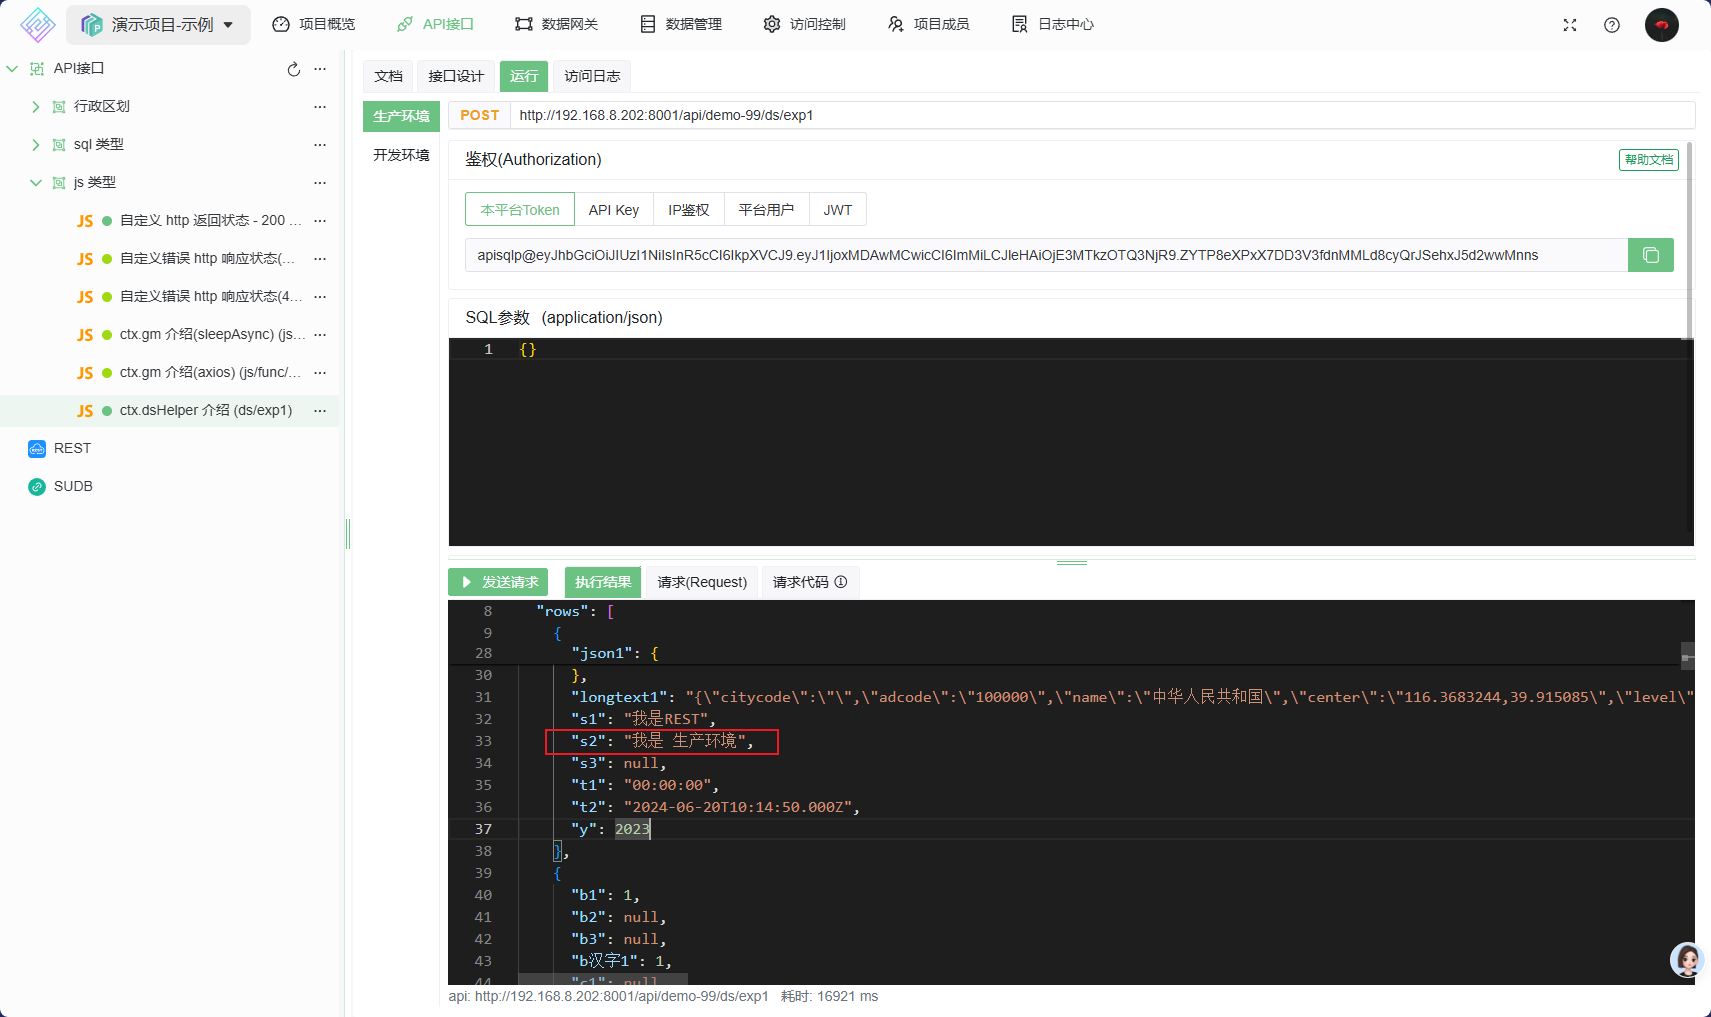 演示项目-示例
项目概览
API接口
数据网关
数据管理
访问控制
项目成员
日志中心
API接口
行政区划
sql 类型
js 类型
JS 自定义 http 返回状态 - 200 ...
JS 自定义错误 http 响应状态(...
JS 自定义错误 http 响应状态(4...
JS ctx.gm 介绍(sleepAsync) (js...
JS ctx.gm 介绍(axios) (js/func/...
JS ctx.dsHelper 介绍 (ds/exp1)
REST
SUDB
文档 接口设计 运行 访问日志
生产环境
开发环境
POST http://192.168.8.202:8001/api/demo-99/ds/exp1
鉴权(Authorization)
帮助文档
本平台Token API Key IP鉴权 平台用户 JWT
apisqlp@eyJhbGciOiJIUzI1NiIsInR5cCI6IkpXVCJ9.eyJ1IjoxMDAwMCwicCI6ImMiLCJleHAiOjE3MTkzOTQ3NjR9.ZYTP8eXPxX7DD3V3fdnMMLd8cyQrJSehxJ5d2wwMnns
SQL参数 (application/json)
1 {}
发送请求 执行结果 请求(Request) 请求代码
8 "rows": [
9 {
28 "json1": {
30 },
31 "longtext1": "{\"citycode\":\"\",\"adcode\":\"100000\",\"name\":\"中华人民共和国\",\"center\":\"116.3683244,39.915085\",\"level\"
32 "s1": "我是REST",
33 "s2": "我是 生产环境",
34 "s3": null,
35 "t1": "00:00:00",
36 "t2": "2024-06-20T10:14:50.000Z",
37 "y": 2023
38 },
39 {
40 "b1": 1,
41 "b2": null,
42 "b3": null,
43 "b汉字1": 1,
44 "c1": null
api: http://192.168.8.202:8001/api/demo-99/ds/exp1 耗时: 16921 ms